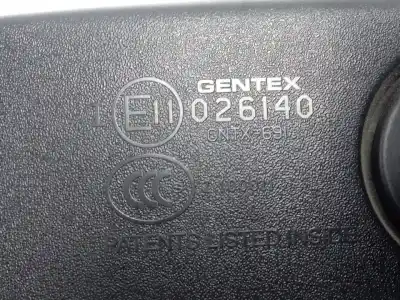 GENTEX
I E11 026140
GNTX-691
CCC
PATENTS LISTED INSIDE